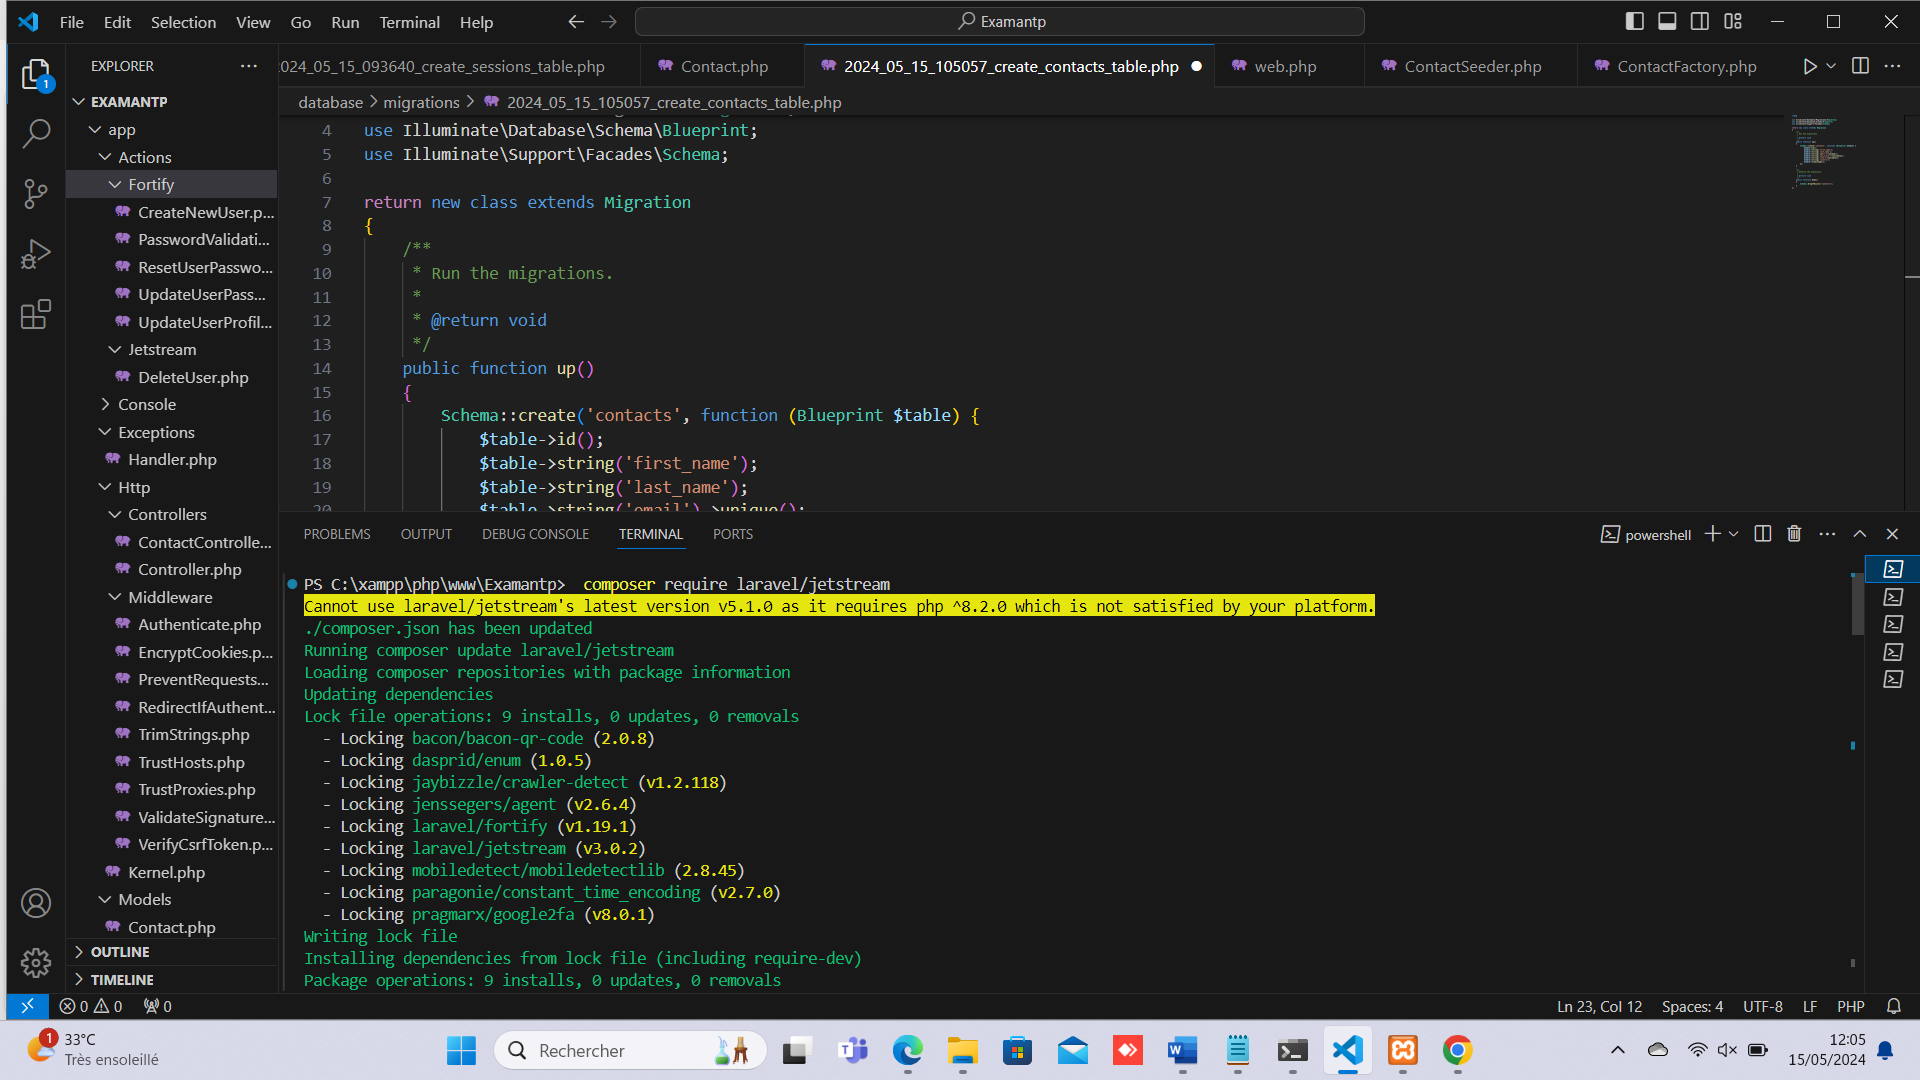 File Edit Selection View Go Run Terminal Help
Examantp
EXPLORER
2024_05_15_093640_create_sessions_table.php
Contact.php
2024_05_15_105057_create_contacts_table.php
web.php
ContactSeeder.php
ContactFactory.php
1
EXAMANTP
app
Actions
Fortify
CreateNewUser.p...
PasswordValidati...
ResetUserPasswo...
UpdateUserPass...
UpdateUserProfil...
Jetstream
DeleteUser.php
Console
Exceptions
Handler.php
Http
Controllers
ContactControlle...
Controller.php
Middleware
Authenticate.php
EncryptCookies.p...
PreventRequests...
RedirectIfAuthent...
TrimStrings.php
TrustHosts.php
TrustProxies.php
ValidateSignature...
VerifyCsrfToken.p...
Kernel.php
Models
Contact.php
OUTLINE
TIMELINE
database > migrations > 2024_05_15_105057_create_contacts_table.php
4 use Illuminate\Database\Schema\Blueprint;
5 use Illuminate\Support\Facades\Schema;
6
7 return new class extends Migration
8 {
9 /**
10 * Run the migrations.
11 *
12 * @return void
13 */
14 public function up()
15 {
16 Schema::create('contacts', function (Blueprint $table) {
17 $table->id();
18 $table->string('first_name');
19 $table->string('last_name');
20 $table->string('email')->unique();
PROBLEMS OUTPUT DEBUG CONSOLE TERMINAL PORTS
powershell
PS C:\xampp\php\www\Examantp> composer require laravel/jetstream
Cannot use laravel/jetstream's latest version v5.1.0 as it requires php ^8.2.0 which is not satisfied by your platform.
./composer.json has been updated
Running composer update laravel/jetstream
Loading composer repositories with package information
Updating dependencies
Lock file operations: 9 installs, 0 updates, 0 removals
- Locking bacon/bacon-qr-code (2.0.8)
- Locking dasprid/enum (1.0.5)
- Locking jaybizzle/crawler-detect (v1.2.118)
- Locking jenssegers/agent (v2.6.4)
- Locking laravel/fortify (v1.19.1)
- Locking laravel/jetstream (v3.0.2)
- Locking mobiledetect/mobiledetectlib (2.8.45)
- Locking paragonie/constant_time_encoding (v2.7.0)
- Locking pragmarx/google2fa (v8.0.1)
Writing lock file
Installing dependencies from lock file (including require-dev)
Package operations: 9 installs, 0 updates, 0 removals
0 0 0
Ln 23, Col 12 Spaces: 4 UTF-8 LF PHP
1
33°C
Très ensoleillé
Rechercher
12:05
15/05/2024